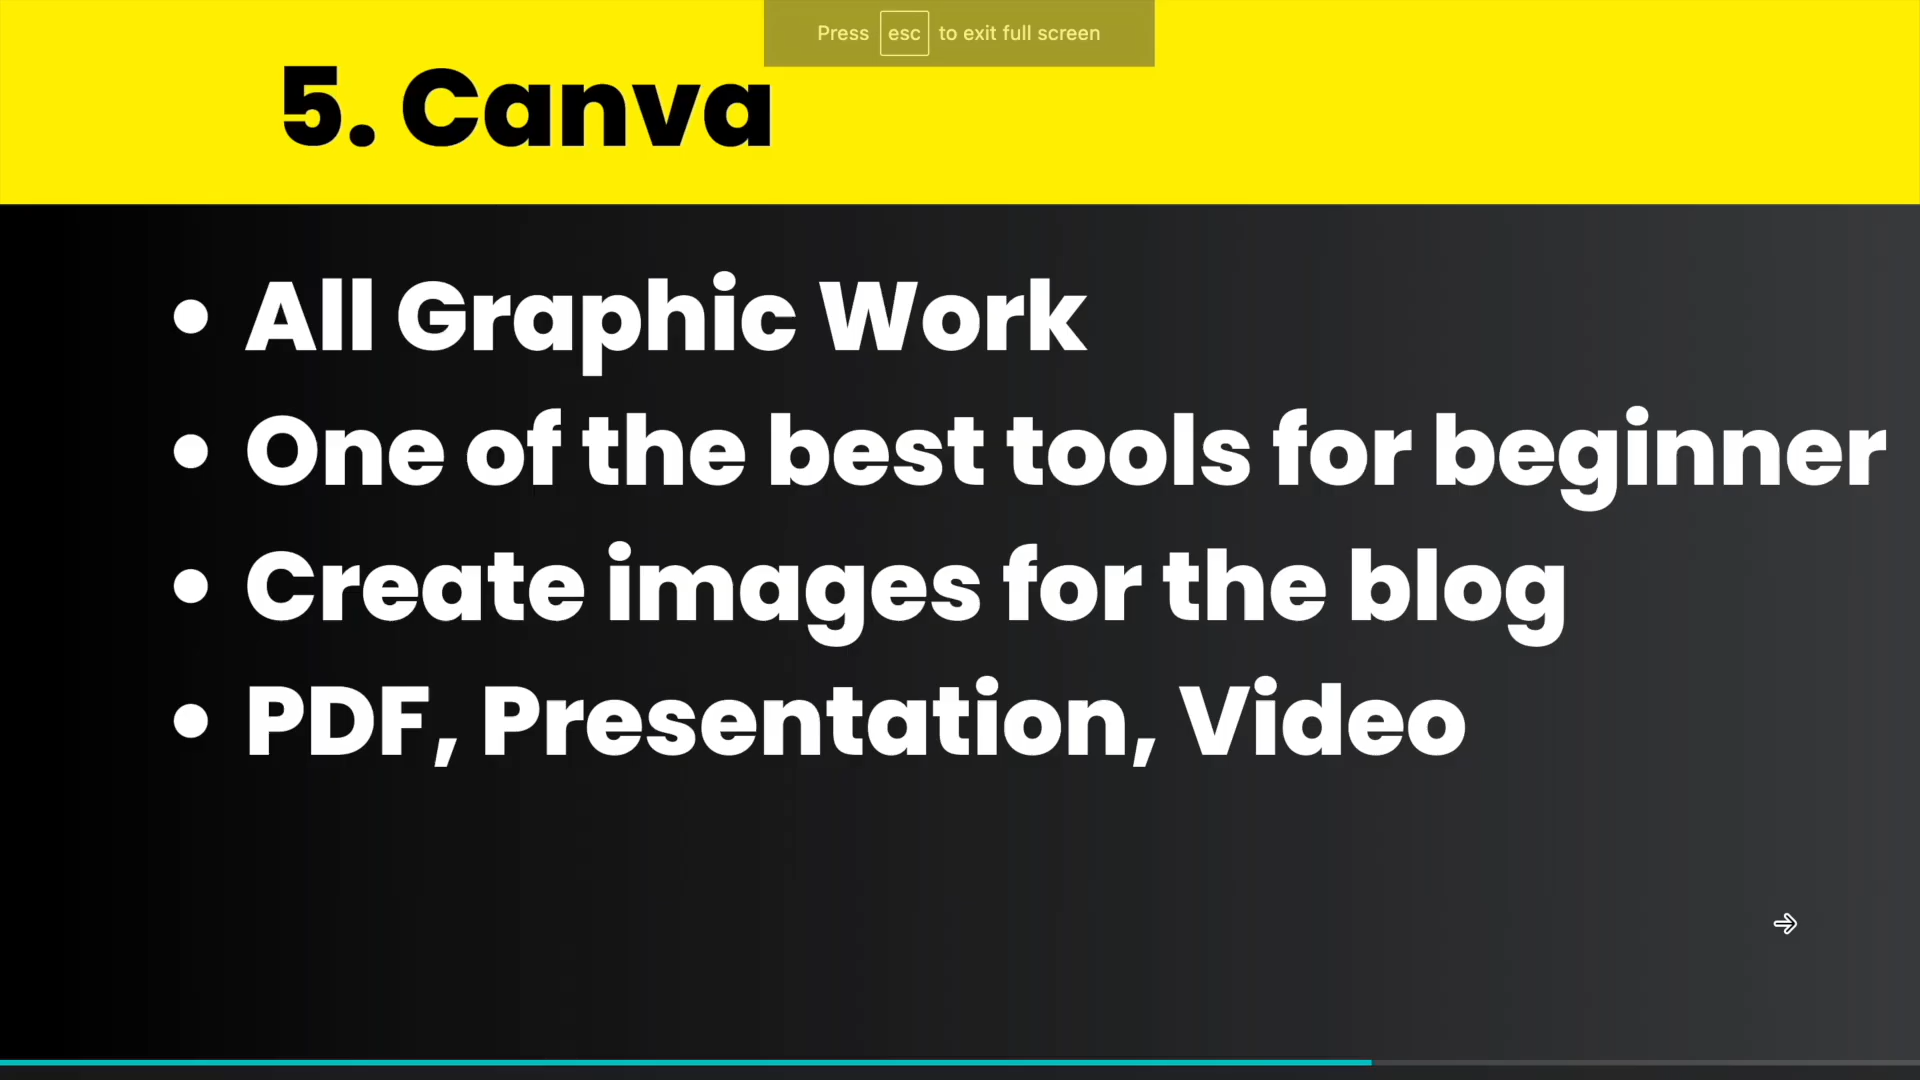 Press esc to exit full screen
5. Canva
• All Graphic Work
• One of the best tools for beginner
• Create images for the blog
• PDF, Presentation, Video